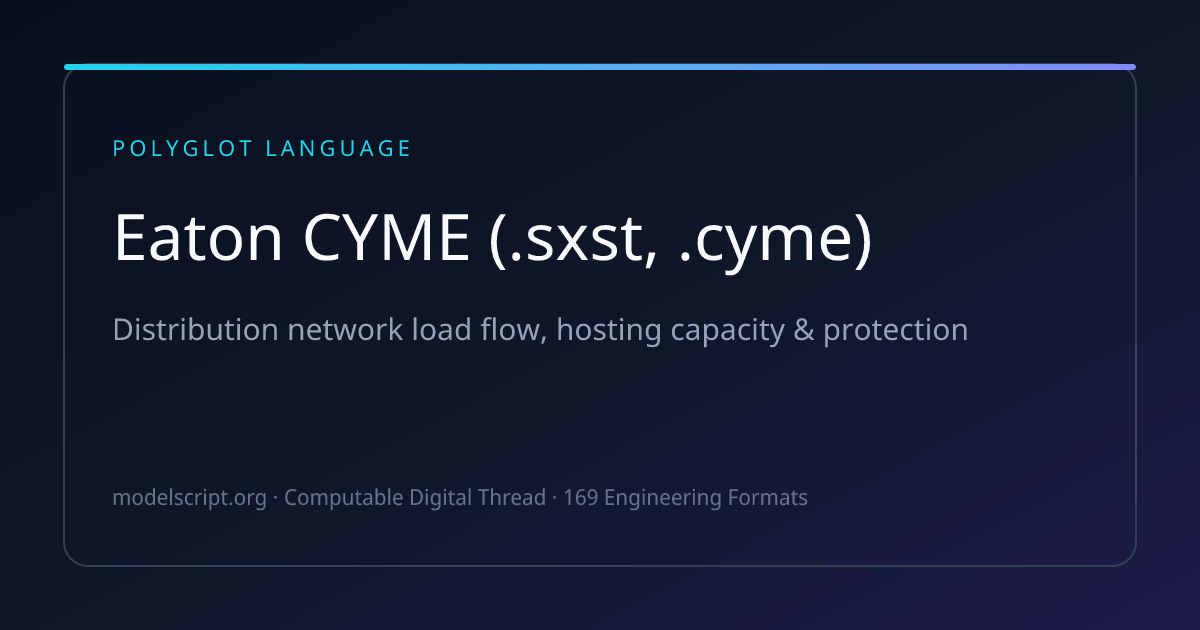 POLYGLOT LANGUAGE
Eaton CYME (.sxst, .cyme)
Distribution network load flow, hosting capacity & protection
modelscript.org · Computable Digital Thread · 169 Engineering Formats